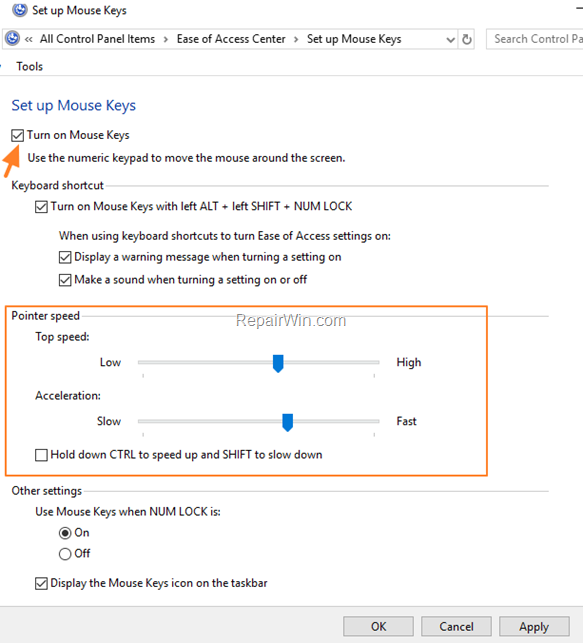 Set up Mouse Keys
« All Control Panel Items > Ease of Access Center > Set up Mouse Keys
Search Control Pa
Tools
Set up Mouse Keys
Turn on Mouse Keys
Use the numeric keypad to move the mouse around the screen.
Keyboard shortcut
Turn on Mouse Keys with left ALT + left SHIFT + NUM LOCK
When using keyboard shortcuts to turn Ease of Access settings on:
Display a warning message when turning a setting on
Make a sound when turning a setting on or off
Pointer speed
RepairWin.com
Top speed:
Low High
Acceleration:
Slow Fast
Hold down CTRL to speed up and SHIFT to slow down
Other settings
Use Mouse Keys when NUM LOCK is:
On
Off
Display the Mouse Keys icon on the taskbar
OK Cancel Apply